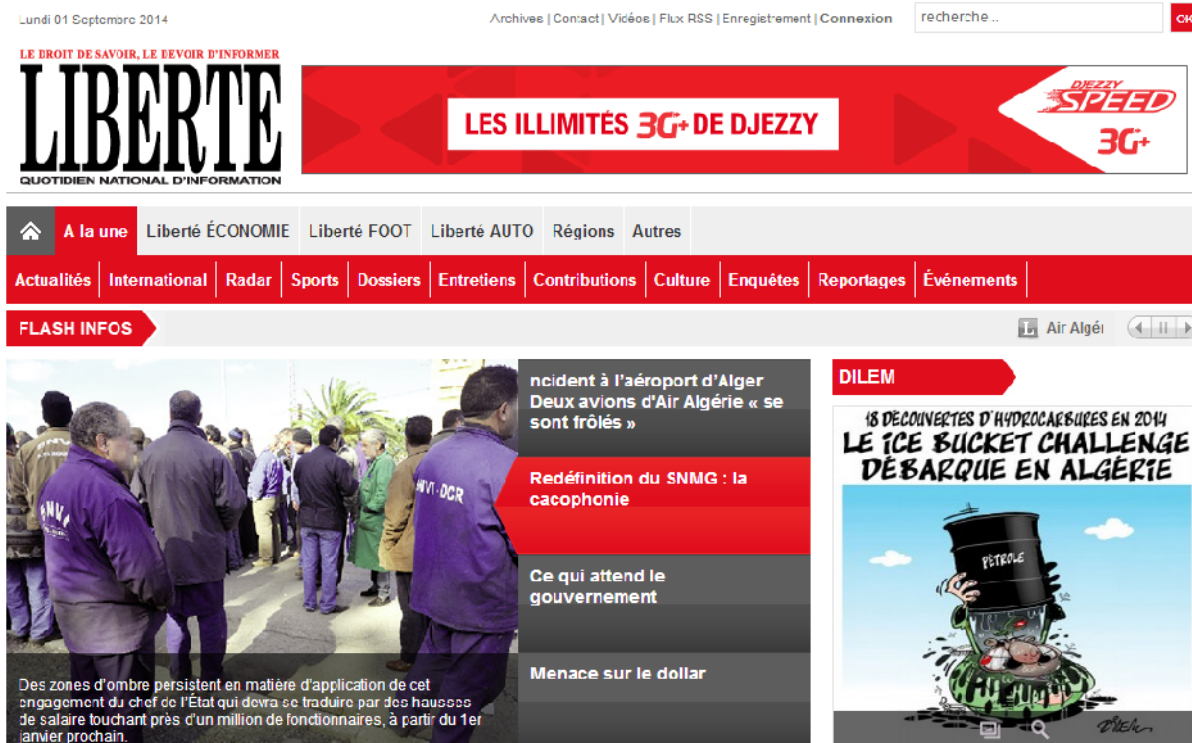 Lundi 01 Septembre 2014
Archives | Contact | Vidéos | Flux RSS | Enregistrement | Connexion
recherche...
OK
LE DROIT DE SAVOIR, LE DEVOIR D'INFORMER
LIBERTE
QUOTIDIEN NATIONAL D'INFORMATION
LES ILLIMITÉS 3G+ DE DJEZZY
DJEZZY
SPEED
3G+
A la une Liberté ÉCONOMIE Liberté FOOT Liberté AUTO Régions Autres
Actualités International Radar Sports Dossiers Entretiens Contributions Culture Enquêtes Reportages Événements
FLASH INFOS
L Air Algéi
ncident à l'aéroport d'Alger
Deux avions d'Air Algérie « se
sont frôlés »
Redéfinition du SNMG : la
cacophonie
Ce qui attend le
gouvernement
Menace sur le dollar
SNVI
SNVI - DCR
Des zones d'ombre persistent en matière d'application de cet
engagement du chef de l'État qui devra se traduire par des hausses
de salaire touchant près d'un million de fonctionnaires, à partir du 1er
janvier prochain.
DILEM
18 DÉCOUVERTES D'HYDROCARBURES EN 2014
LE ICE BUCKET CHALLENGE
DÉBARQUE EN ALGÉRIE
PÉTROLE
Dilem